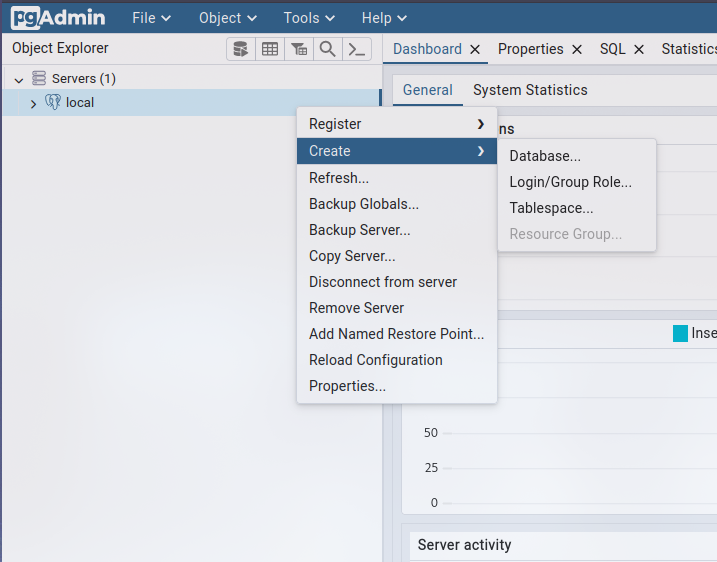 pgAdmin File Object Tools Help
Object Explorer
Dashboard Properties SQL Statistics
Servers (1)
local
General System Statistics
Register
Create
Refresh...
Backup Globals...
Backup Server...
Copy Server...
Disconnect from server
Remove Server
Add Named Restore Point...
Reload Configuration
Properties...
ns
Database...
Login/Group Role...
Tablespace...
Resource Group...
Inse
50
25
0
Server activity